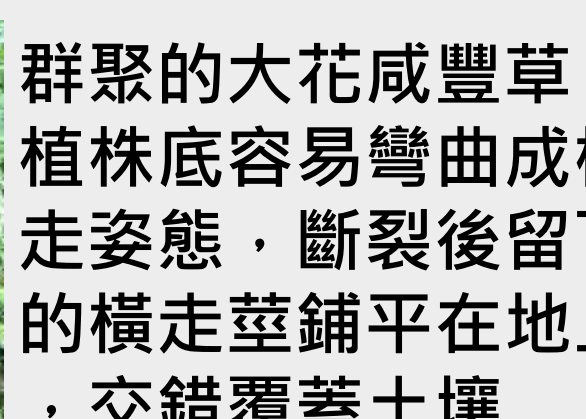 群聚的大花咸豐草
植株底容易彎曲成
走姿態，斷裂後留
的橫走莖鋪平在地
，交錯覆蓋土壤